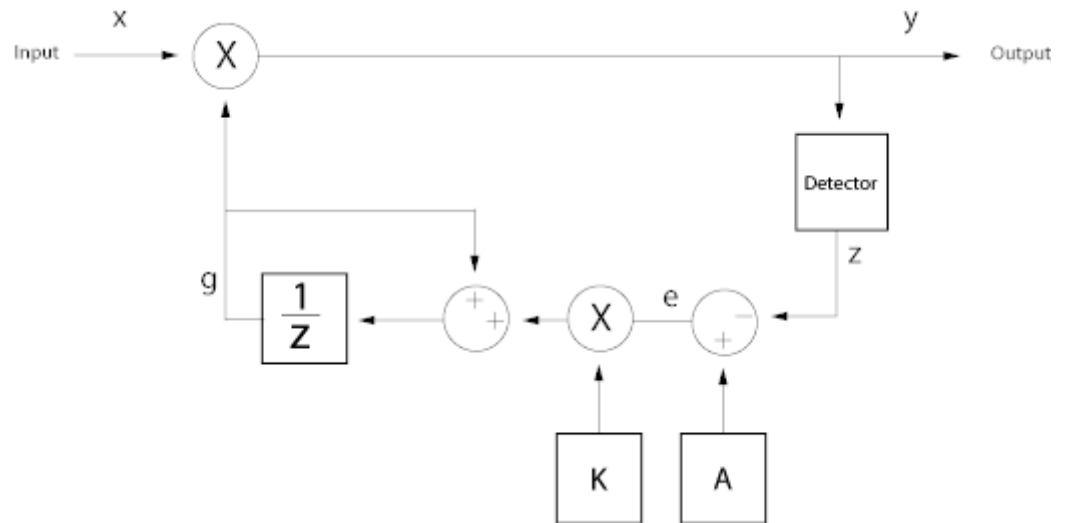 x
y
Input
X
Output
Detector
z
g
1
z
+
+
X
e
−
+
K
A